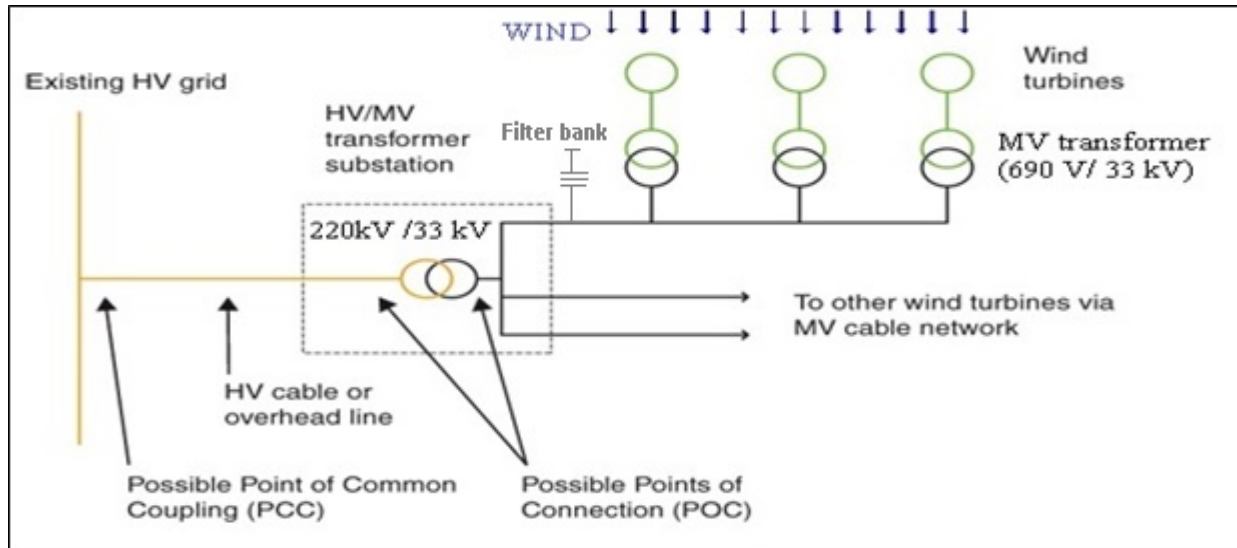 WIND
Wind
turbines
Existing HV grid
HV/MV
transformer
substation
Filter bank
MV transformer
(690 V/ 33 kV)
220kV /33 kV
To other wind turbines via
MV cable network
HV cable or
overhead line
Possible Point of Common
Coupling (PCC)
Possible Points of
Connection (POC)